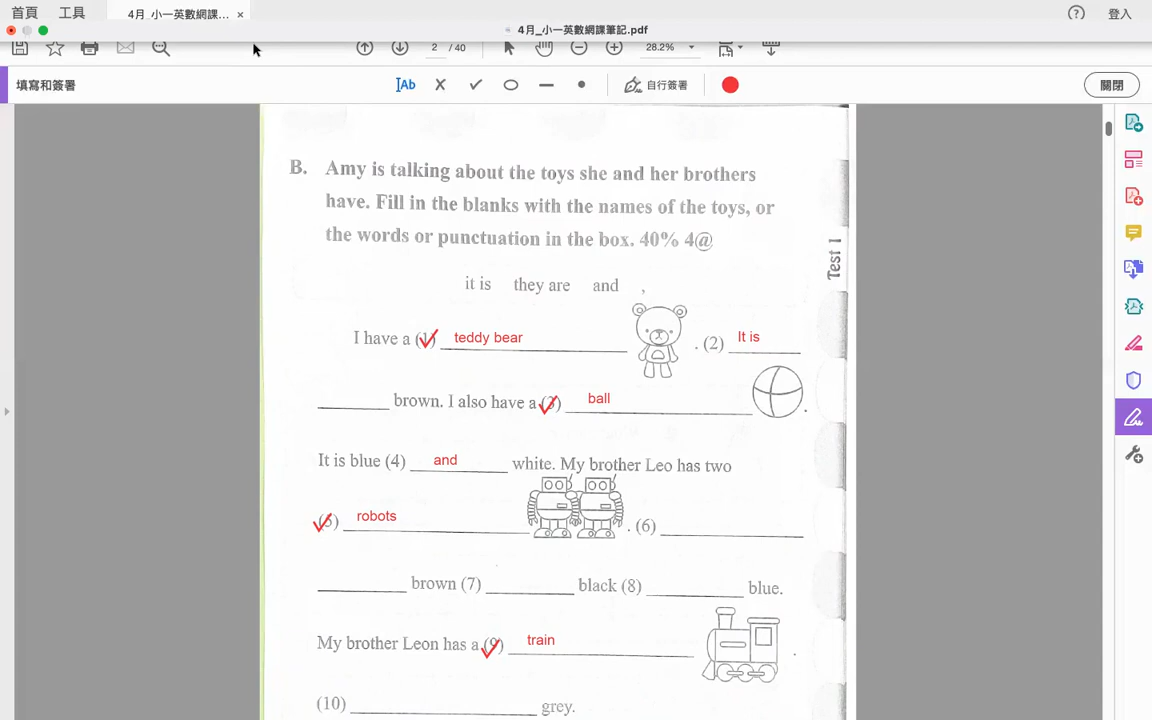 首頁 工具 4月_小一英數網課... × 登入
4月_小一英數網課筆記.pdf
2 / 40 28.2%
填寫和簽署 Ab 自行簽署 關閉
B. Amy is talking about the toys she and her brothers
have. Fill in the blanks with the names of the toys, or
the words or punctuation in the box. 40% 4@
it is they are and ,
I have a (1) teddy bear . (2) It is
brown. I also have a (3) ball .
It is blue (4) and white. My brother Leo has two
(5) robots . (6)
brown (7) black (8) blue.
My brother Leon has a (9) train .
(10) grey.
Test 1